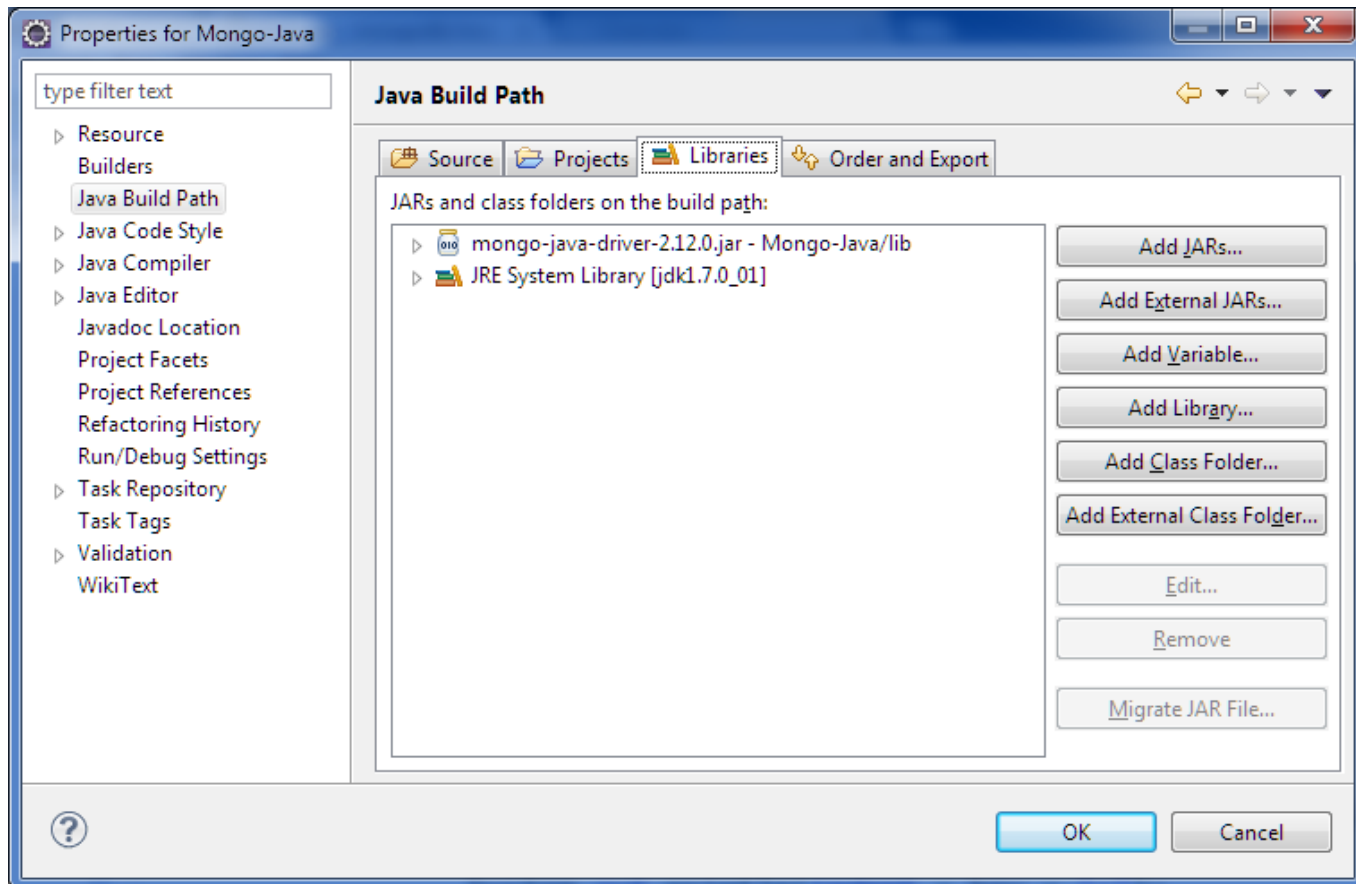 Properties for Mongo-Java
type filter text
Resource
Builders
Java Build Path
Java Code Style
Java Compiler
Java Editor
Javadoc Location
Project Facets
Project References
Refactoring History
Run/Debug Settings
Task Repository
Task Tags
Validation
WikiText
Java Build Path
Source Projects Libraries Order and Export
JARs and class folders on the build path:
mongo-java-driver-2.12.0.jar - Mongo-Java/lib
JRE System Library [jdk1.7.0_01]
Add JARs...
Add External JARs...
Add Variable...
Add Library...
Add Class Folder...
Add External Class Folder...
Edit...
Remove
Migrate JAR File...
OK Cancel